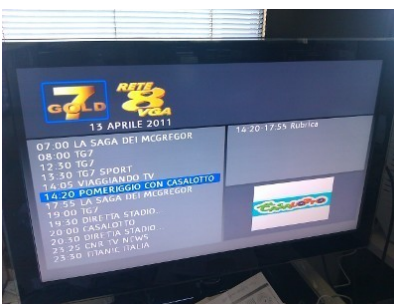 7
GOLD
RETE
8
VGA
13 APRILE 2011
07.00 LA SAGA DEI MCGREGOR
08:00 TG7
12.30 TG7
13.30 TG7 SPORT
14:05 VIAGGIANDO TV
14.20 POMERIGGIO CON CASALOTTO
17.55 LA SAGA DEI MCGREGOR
19.00 TG7
19.30 DIRETTA STADIO...
20.00 CASALOTTO
20.30 DIRETTA STADIO...
23.25 CNR TV NEWS
23.30 TITANIC ITALIA
14:20-17:55 Rubrica
CASALOTTO